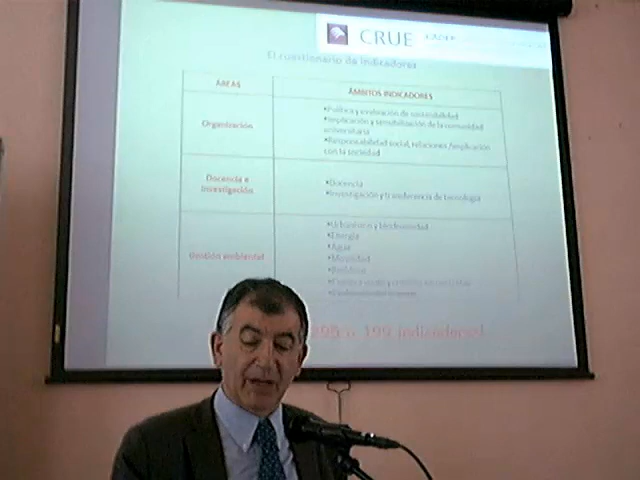 CRUE
El cuestionario de indicadores
ÁREAS
ÁMBITOS INDICADORES
Organización
•Política y evaluación de sostenibilidad
•Implicación y sensibilización de la comunidad
universitaria
•Responsabilidad social, relaciones /implicación
con la sociedad
Docencia e
investigación
•Docencia
•Investigación y transferencia de tecnología
Gestión ambiental
•Urbanismo y biodiversidad
•Energía
•Agua
•Movilidad
•Residuos
199 indicadores!